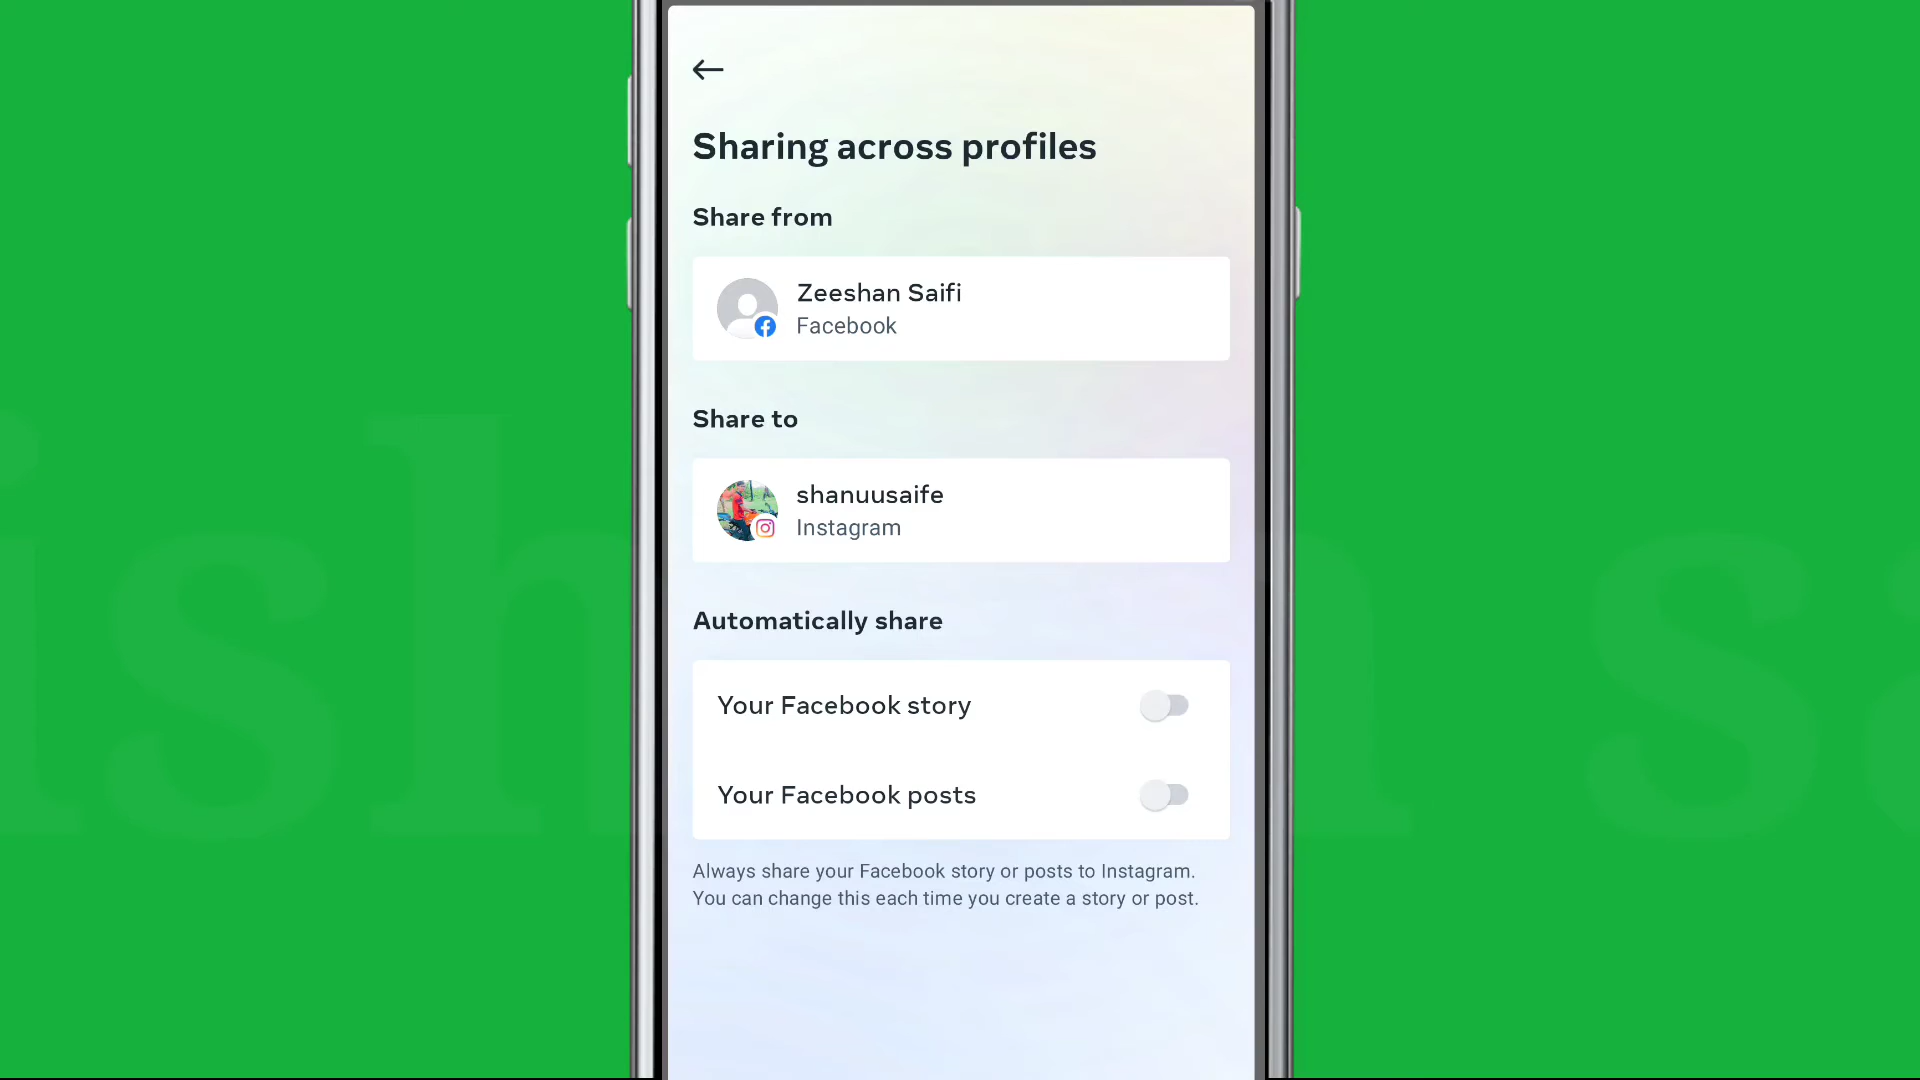 Sharing across profiles
Share from
Zeeshan Saifi
Facebook
Share to
shanuusaife
Instagram
Automatically share
Your Facebook story
Your Facebook posts
Always share your Facebook story or posts to Instagram.
You can change this each time you create a story or post.